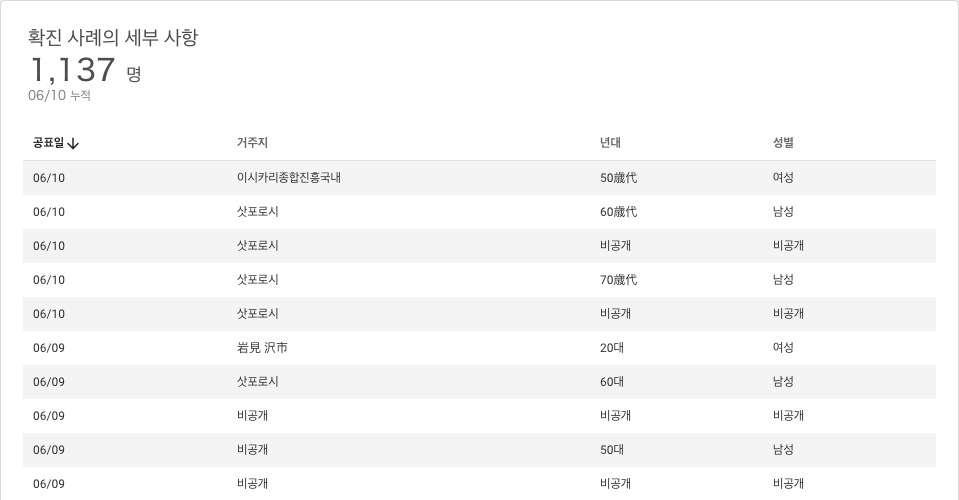 확진 사례의 세부 사항
1,137 명
06/10 누적
공표일↓ 거주지 년대 성별
06/10 이시카리종합진흥국내 50歳代 여성
06/10 삿포로시 60歳代 남성
06/10 삿포로시 비공개 비공개
06/10 삿포로시 70歳代 남성
06/10 삿포로시 비공개 비공개
06/09 岩見 沢市 20대 여성
06/09 삿포로시 60대 남성
06/09 비공개 비공개 비공개
06/09 비공개 50대 남성
06/09 비공개 비공개 비공개